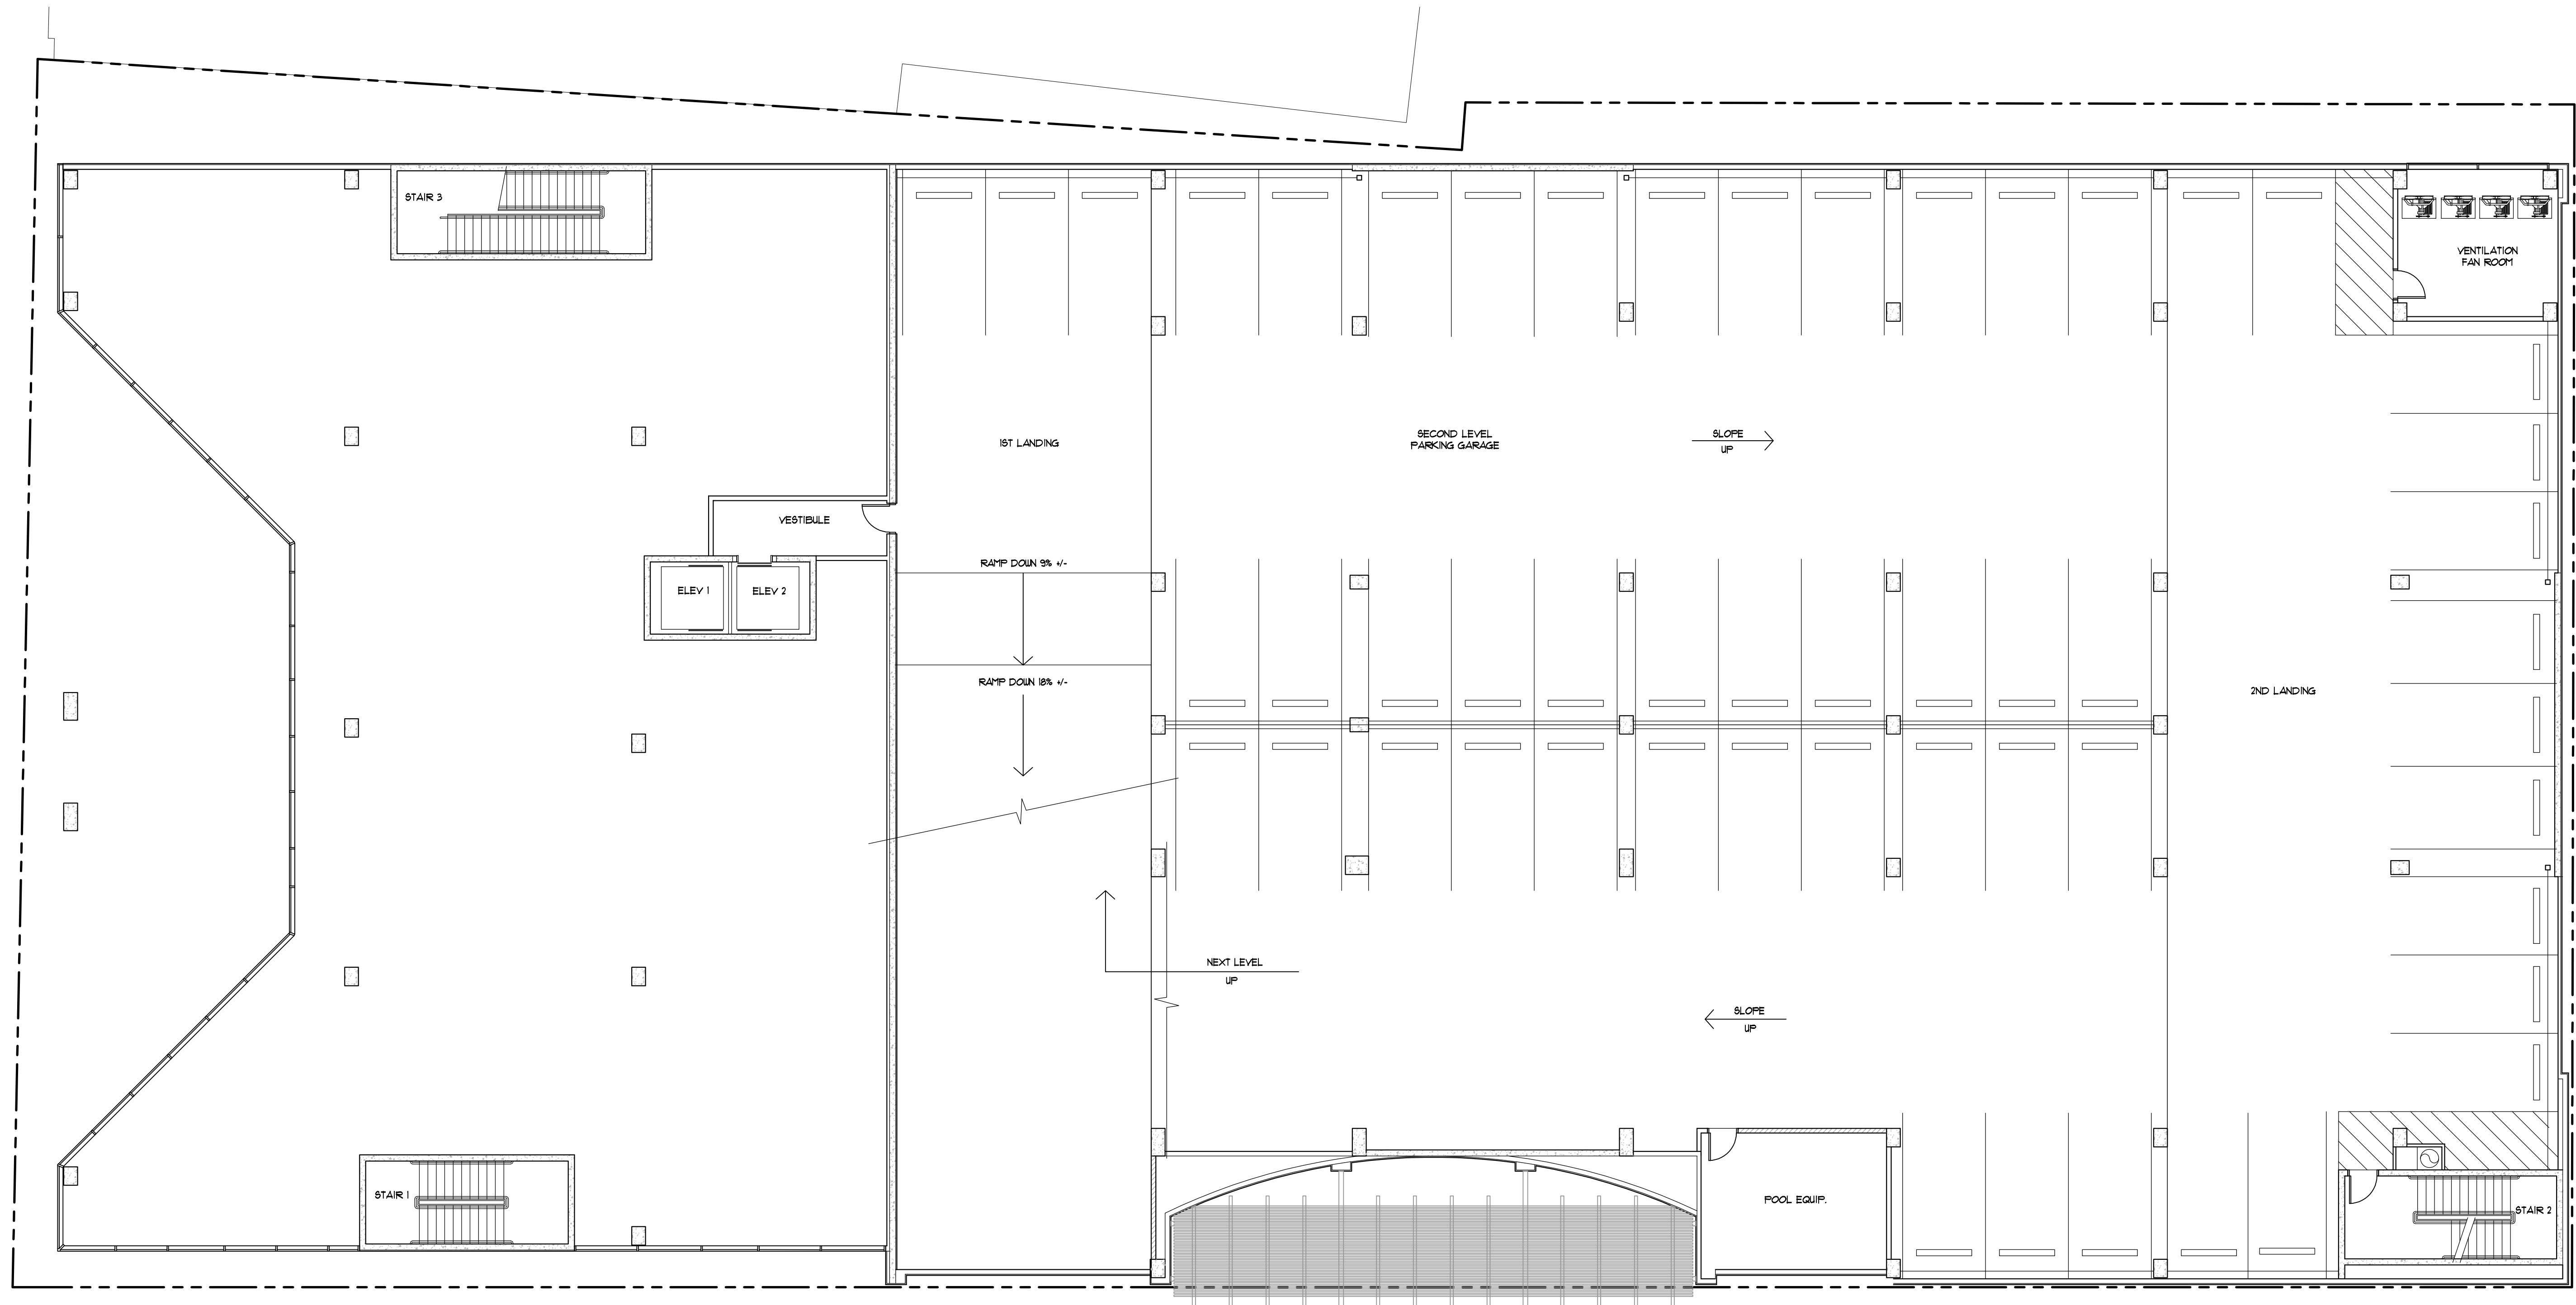 STAIR 3
VENTILATION
FAN ROOM
1ST LANDING
SECOND LEVEL
PARKING GARAGE
SLOPE
UP
VESTIBULE
RAMP DOWN 9% +/-
ELEV 1
ELEV 2
RAMP DOWN 18% +/-
2ND LANDING
NEXT LEVEL
UP
SLOPE
UP
STAIR 1
POOL EQUIP.
STAIR 2